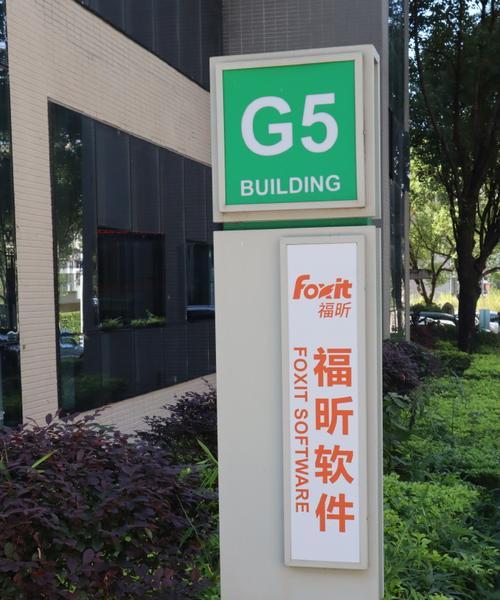 G5
BUILDING
Foxit
福昕
福昕软件
FOXIT SOFTWARE